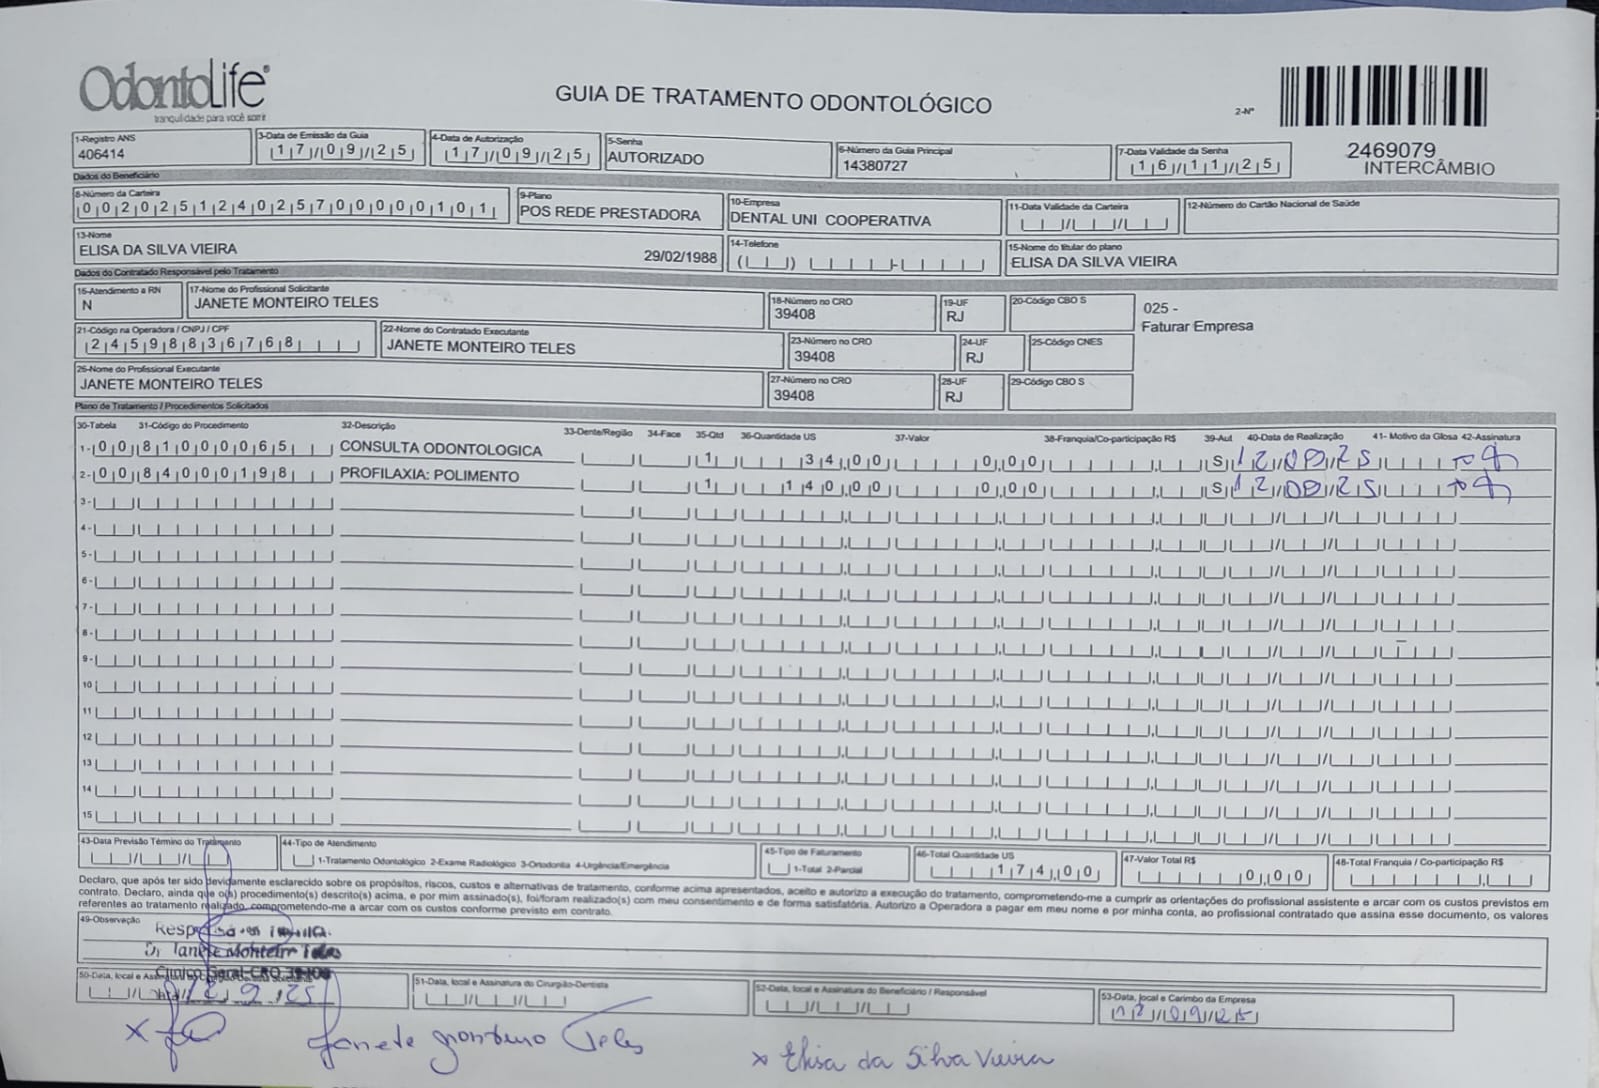 OdontoLife®
tranquilidade para você sorrir
GUIA DE TRATAMENTO ODONTOLÓGICO
2-Nº
2469079
INTERCÂMBIO
1-Registro ANS
406414
3-Data de Emissão da Guia
17/09/25
4-Data de Autorização
17/09/25
5-Senha
AUTORIZADO
6-Número da Guia Principal
14380727
7-Data Validade da Senha
16/11/25
Dados do Beneficiário
8-Número da Carteira
00202512402570000101
9-Plano
POS REDE PRESTADORA
10-Empresa
DENTAL UNI COOPERATIVA
11-Data Validade da Carteira
12-Número do Cartão Nacional de Saúde
13-Nome
ELISA DA SILVA VIEIRA 29/02/1988
14-Telefone
15-Nome do titular do plano
ELISA DA SILVA VIEIRA
Dados do Contratado Responsável pelo Tratamento
16-Atendimento a RN
N
17-Nome do Profissional Solicitante
JANETE MONTEIRO TELES
18-Número no CRO
39408
19-UF
RJ
20-Código CBO S
025 -
Faturar Empresa
21-Código na Operadora / CNPJ / CPF
24598836768
22-Nome do Contratado Executante
JANETE MONTEIRO TELES
23-Número no CRO
39408
24-UF
RJ
25-Código CNES
26-Nome do Profissional Executante
JANETE MONTEIRO TELES
27-Número no CRO
39408
28-UF
RJ
29-Código CBO S
Plano de Tratamento / Procedimentos Solicitados
30-Tabela 31-Código do Procedimento 32-Descrição 33-Dente/Região 34-Face 35-Qtd 36-Quantidade US 37-Valor 38-Franquia/Co-participação R$ 39-Aut 40-Data de Realização 41- Motivo da Glosa 42-Assinatura
1- 00 81000065 CONSULTA ODONTOLOGICA 1 34,00 0,00 S
2- 00 84000198 PROFILAXIA: POLIMENTO 1 140,00 0,00 S
3-
4-
5-
6-
7-
8-
9-
10
11
12
13
14
15
43-Data Previsão Término do Tratamento
44-Tipo de Atendimento
1-Tratamento Odontológico 2-Exame Radiológico 3-Ortodontia 4-Urgência/Emergência
45-Tipo de Faturamento
1-Total 2-Parcial
46-Total Quantidade US
174,00
47-Valor Total R$
0,00
48-Total Franquia / Co-participação R$
Declaro, que após ter sido devidamente esclarecido sobre os propósitos, riscos, custos e alternativas de tratamento, conforme acima apresentados, aceito e autorizo a execução do tratamento, comprometendo-me a cumprir as orientações do profissional assistente e arcar com os custos previstos em
contrato. Declaro, ainda que o(h) procedimento(s) descrito(s) acima, e por mim assinado(s), foi/foram realizado(s) com meu consentimento e de forma satisfatória. Autorizo a Operadora a pagar em meu nome e por minha conta, ao profissional contratado que assina esse documento, os valores
referentes ao tratamento realizado, comprometendo-me a arcar com os custos conforme previsto em contrato.
49-Observação
Janete Monteiro Teles
Clínico Geral-CRO
50-Data, local e
51-Data, local e Assinatura do Cirurgião-Dentista
52-Data, local e Assinatura do Beneficiário / Responsável
53-Data, local e Carimbo da Empresa
x
Janete Monteiro Teles
x Elisa da Silva Vieira